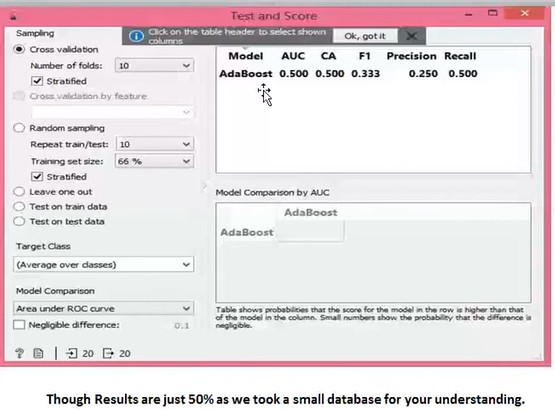 Test and Score
Sampling
Cross validation
Number of folds: 10
Stratified
Cross validation by feature
Random sampling
Repeat train/test: 10
Training set size: 66 %
Stratified
Leave one out
Test on train data
Test on test data
Target Class
(Average over classes)
Model Comparison
Area under ROC curve
Negligible difference: 0.1
? 20 20
Click on the table header to select shown
columns
Ok, got it
Model AUC CA F1 Precision Recall
AdaBoost 0.500 0.500 0.333 0.250 0.500
Model Comparison by AUC
AdaBoost
AdaBoost
Table shows probabilities that the score for the model in the row is higher than that
of the model in the column. Small numbers show the probability that the difference is
negligible.
Though Results are just 50% as we took a small database for your understanding.